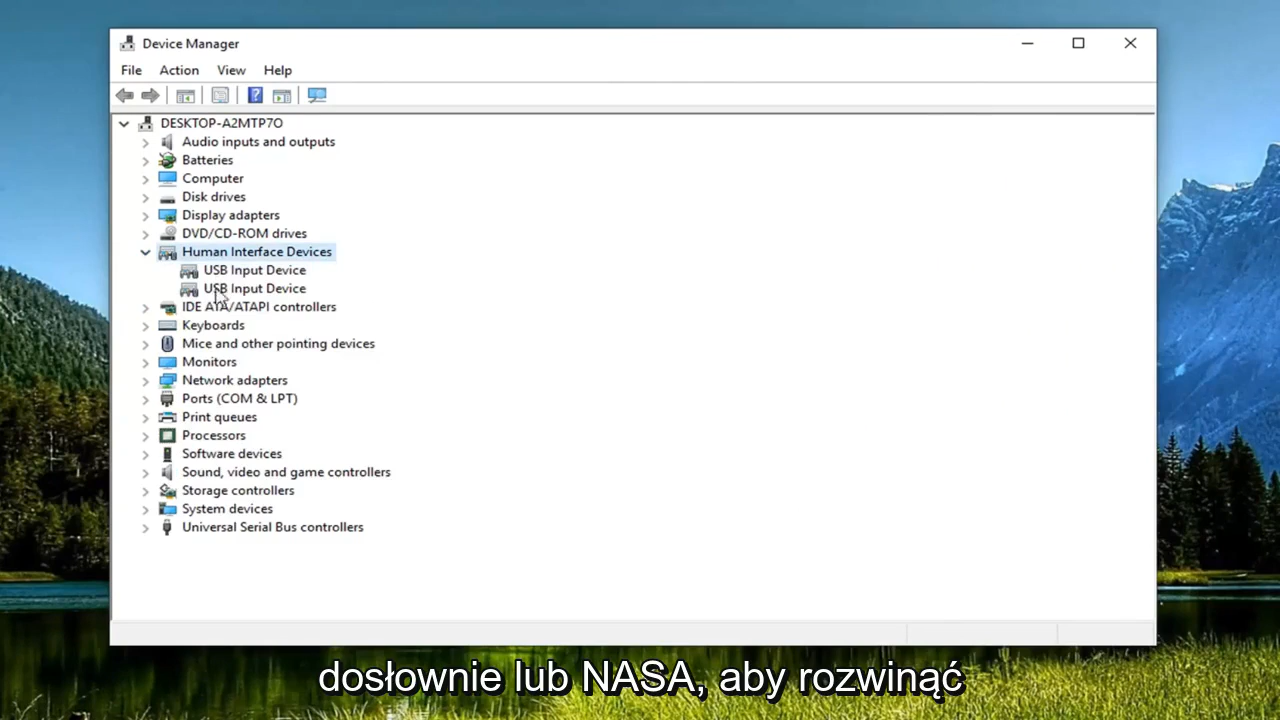 Device Manager
File Action View Help
DESKTOP-A2MTP7O
Audio inputs and outputs
Batteries
Computer
Disk drives
Display adapters
DVD/CD-ROM drives
Human Interface Devices
USB Input Device
USB Input Device
IDE ATA/ATAPI controllers
Keyboards
Mice and other pointing devices
Monitors
Network adapters
Ports (COM & LPT)
Print queues
Processors
Software devices
Sound, video and game controllers
Storage controllers
System devices
Universal Serial Bus controllers
dosłownie lub NASA, aby rozwinąć